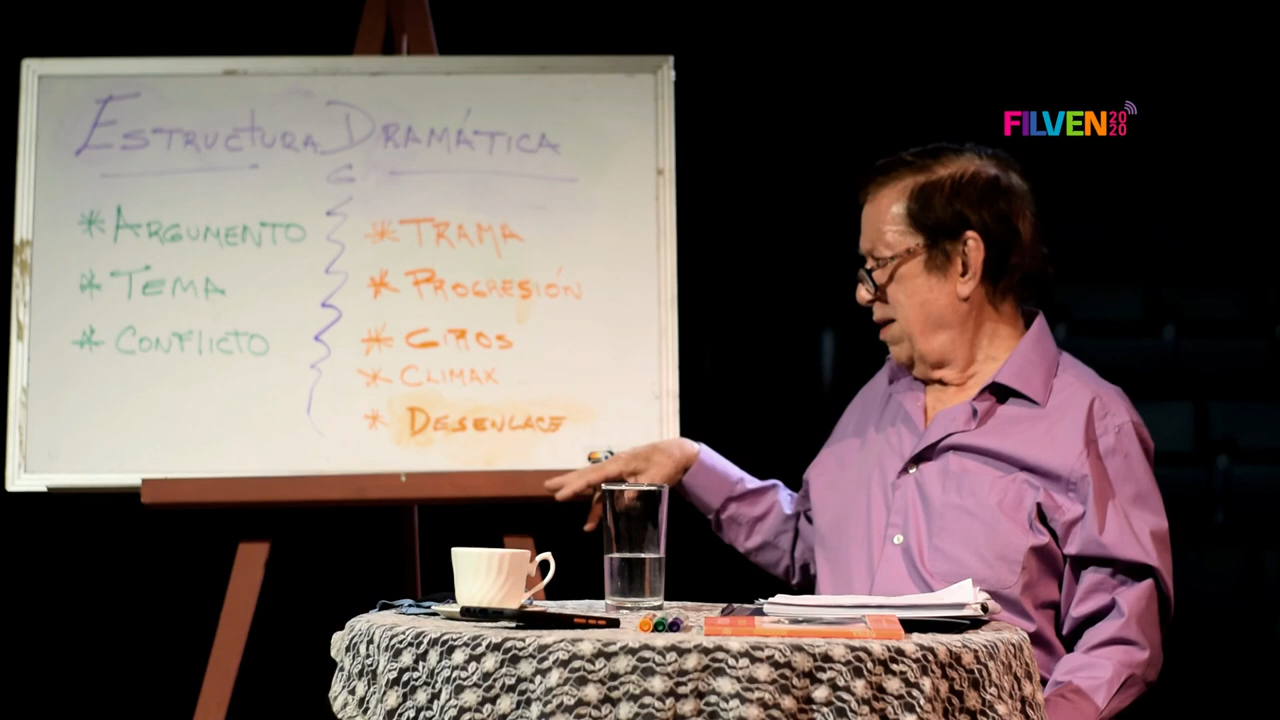 Estructura Dramática
* Argumento
* Tema
* Conflicto
* Trama
* Progresión
* Giros
* Climax
* Desenlace
FILVEN 2020